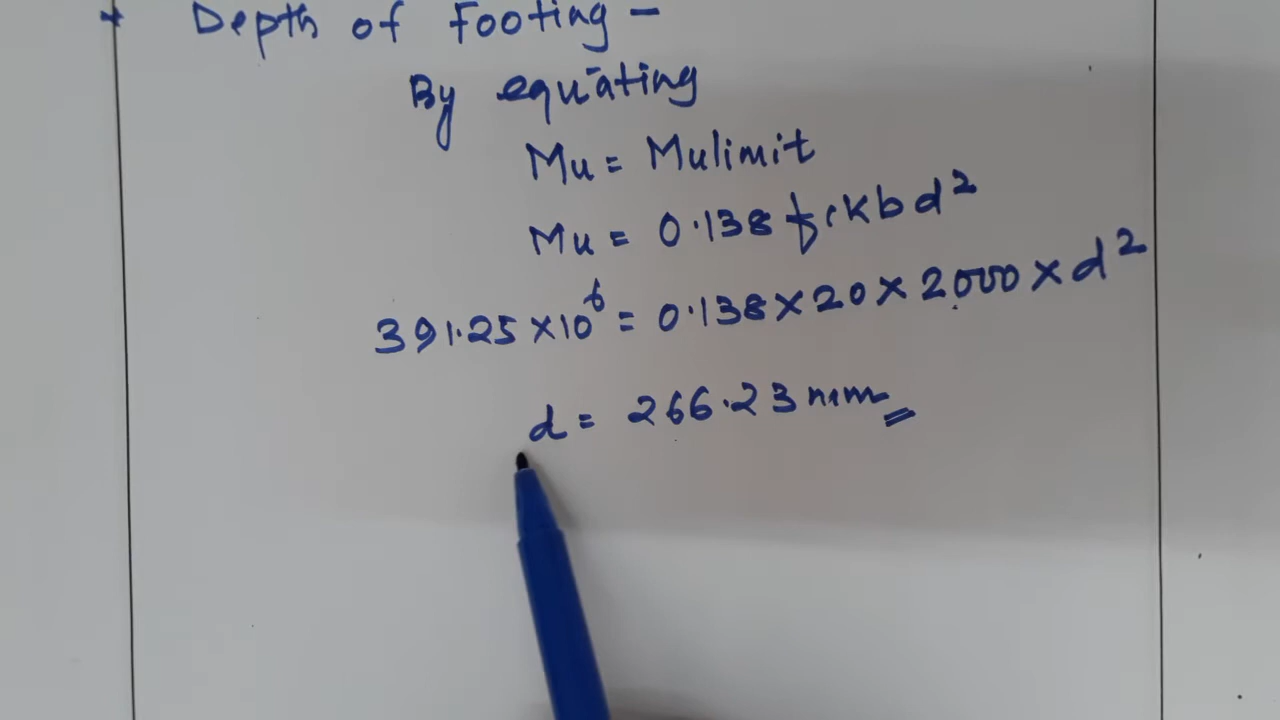 * Depth of Footing -
By equating
Mu = Mulimit
Mu = 0.138 fck b d²
391.25 × 10⁶ = 0.138 × 20 × 2000 × d²
d = 266.23 mm